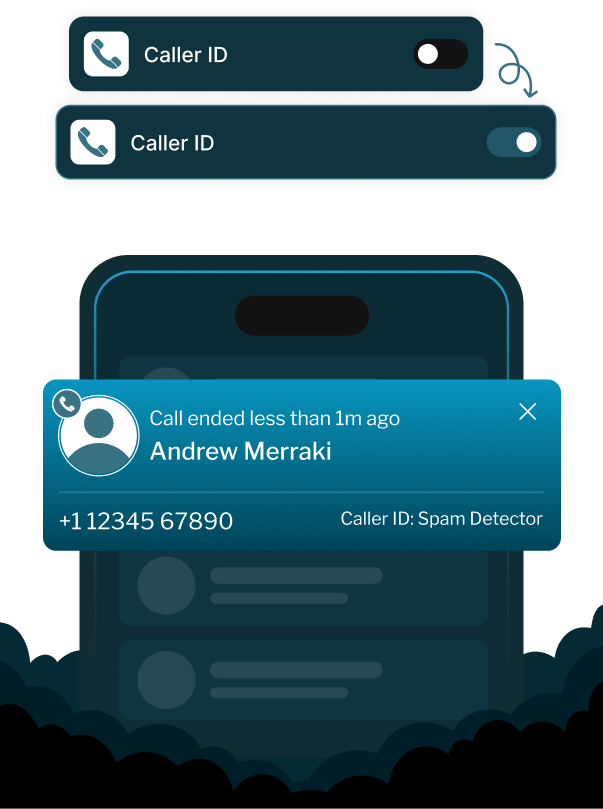 Caller ID
Caller ID
Call ended less than 1m ago
Andrew Merraki
+1 12345 67890
Caller ID: Spam Detector